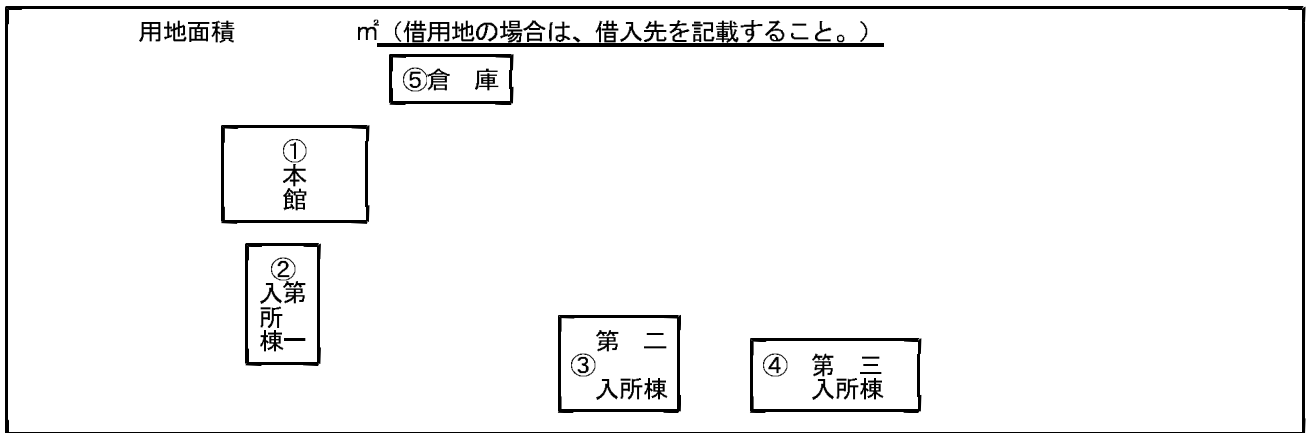 用地面積　　　　　㎡（借用地の場合は、借入先を記載すること。）
⑤倉　庫
①
本
館
②
第一
入所棟
③
第　二
入所棟
④
第　三
入所棟